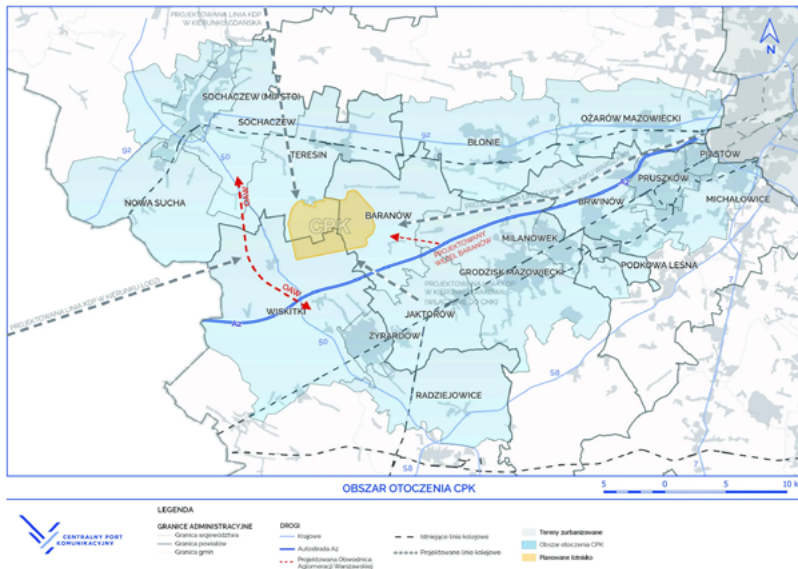 PROJEKTOWANA LINIA KDP
W KIERUNKU GDAŃSKA
N
SOCHACZEW (MIASTO)
SOCHACZEW
OŻARÓW MAZOWIECKI
92
BŁONIE
92
50
TERESIN
PIASTÓW
PRUSZKÓW
A2
NOWA SUCHA
OAW
CPK
BARANÓW
BRWINÓW
MICHAŁOWICE
PROJEKTOWANY
WĘZEŁ BARANÓW
MILANÓWEK
GRODZISK MAZOWIECKI
PODKOWA LEŚNA
7
PROJEKTOWANA LINIA KDP W KIERUNKU ŁODZI
OAW
WISKITKI
JAKTORÓW
A2
50
ŻYRARDÓW
S8
RADZIEJOWICE
S8
7
OBSZAR OTOCZENIA CPK
5 0 5 10 k
CENTRALNY PORT
KOMUNIKACYJNY
LEGENDA
GRANICE ADMINISTRACYJNE
Granica województwa
Granica powiatów
Granica gmin
DROGI
Krajowe
Autostrada A2
Projektowana Obwodnica
Aglomeracji Warszawskiej
Istniejące linie kolejowe
Projektowane linie kolejowe
Tereny zurbanizowane
Obszar otoczenia CPK
Planowane lotnisko